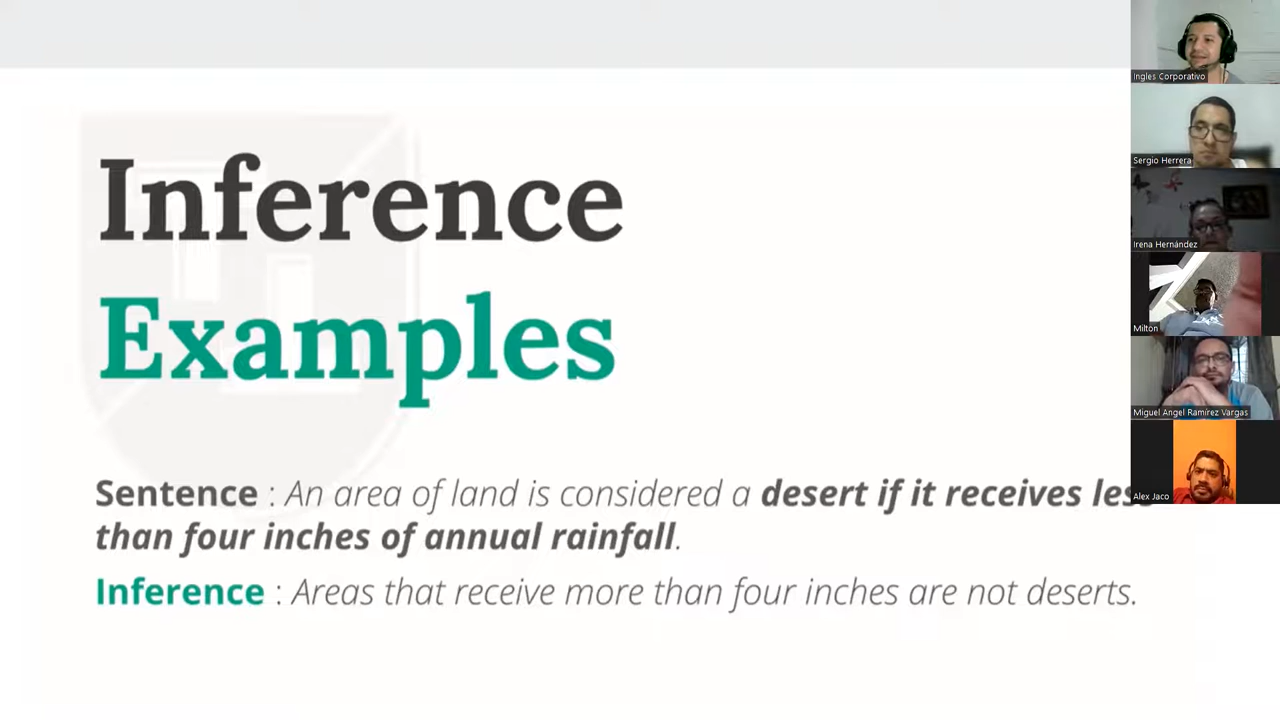 Inference
Examples
Sentence : An area of land is considered a desert if it receives less
than four inches of annual rainfall.
Inference : Areas that receive more than four inches are not deserts.
Ingles Corporativo
Sergio Herrera
Irena Hernández
Milton
Miguel Angel Ramírez Vargas
Alex Jaco